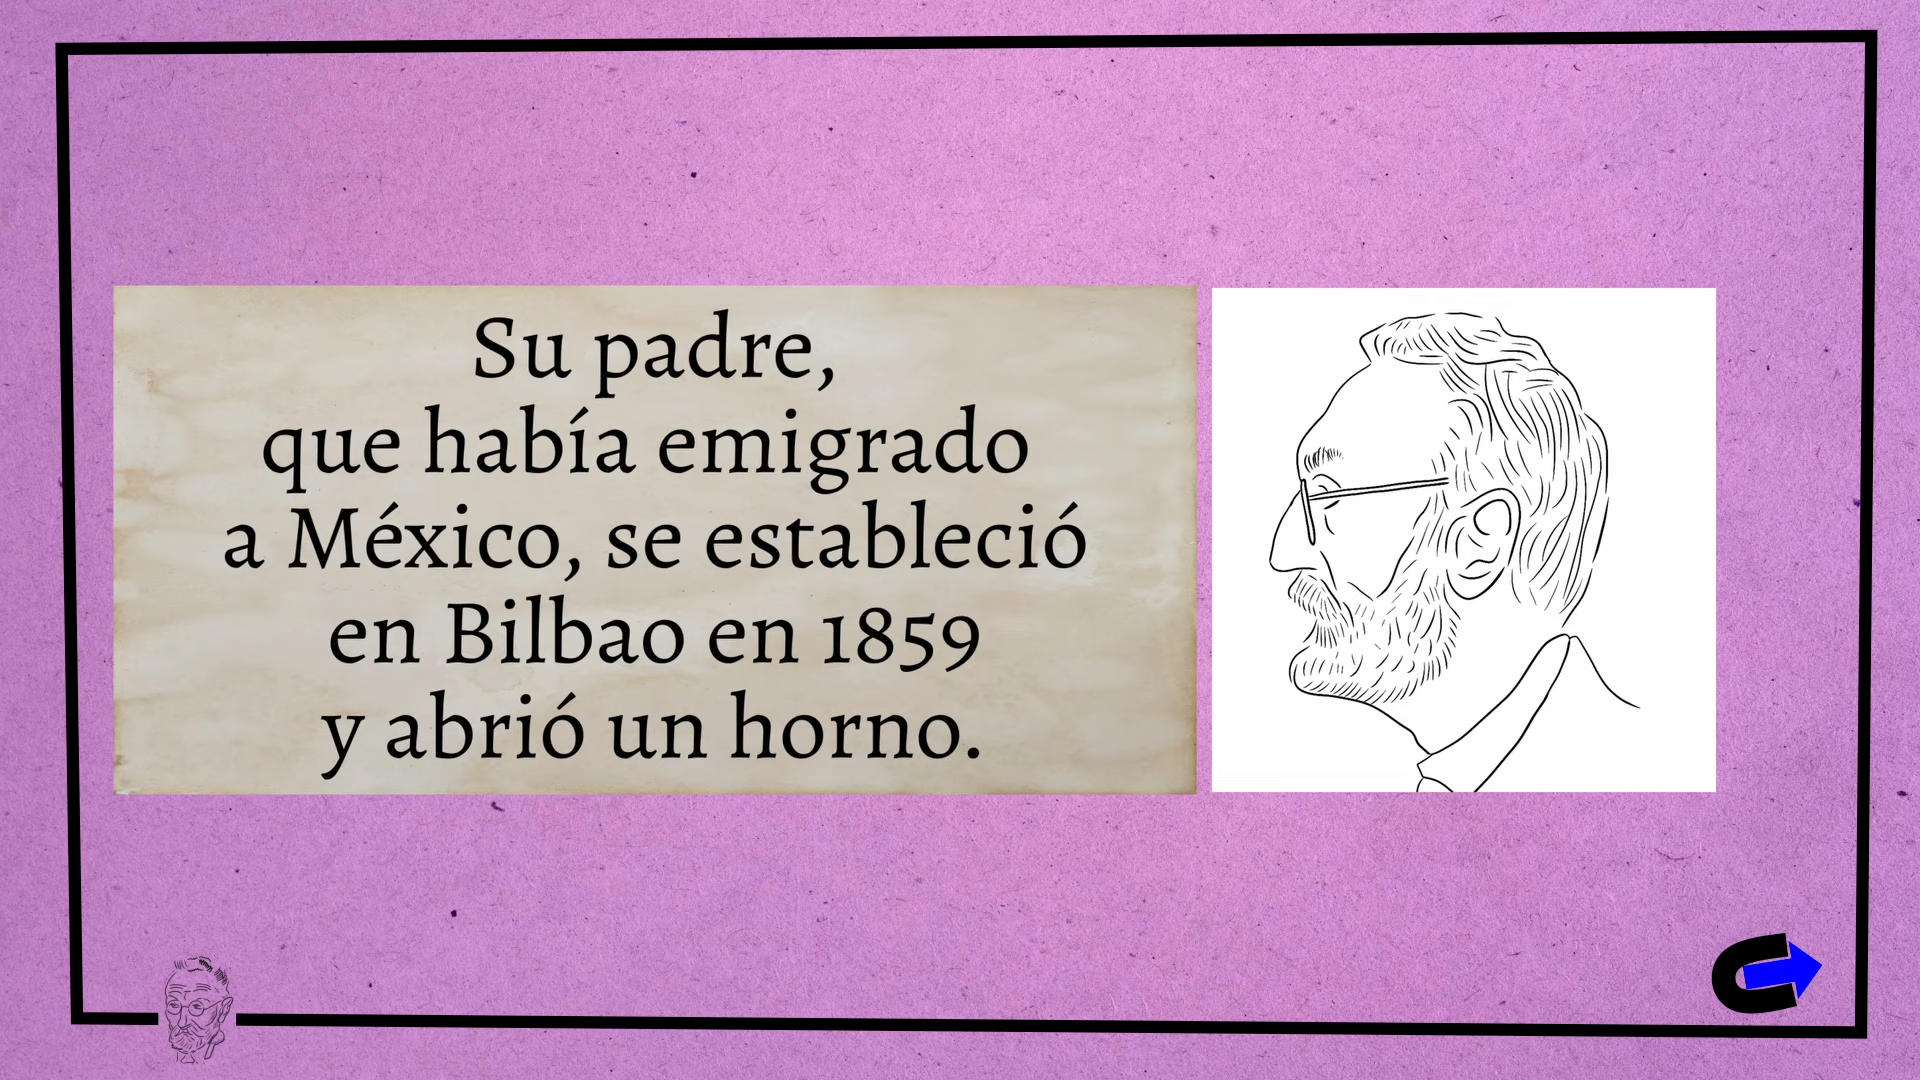 Su padre,
que había emigrado
a México, se estableció
en Bilbao en 1859
y abrió un horno.